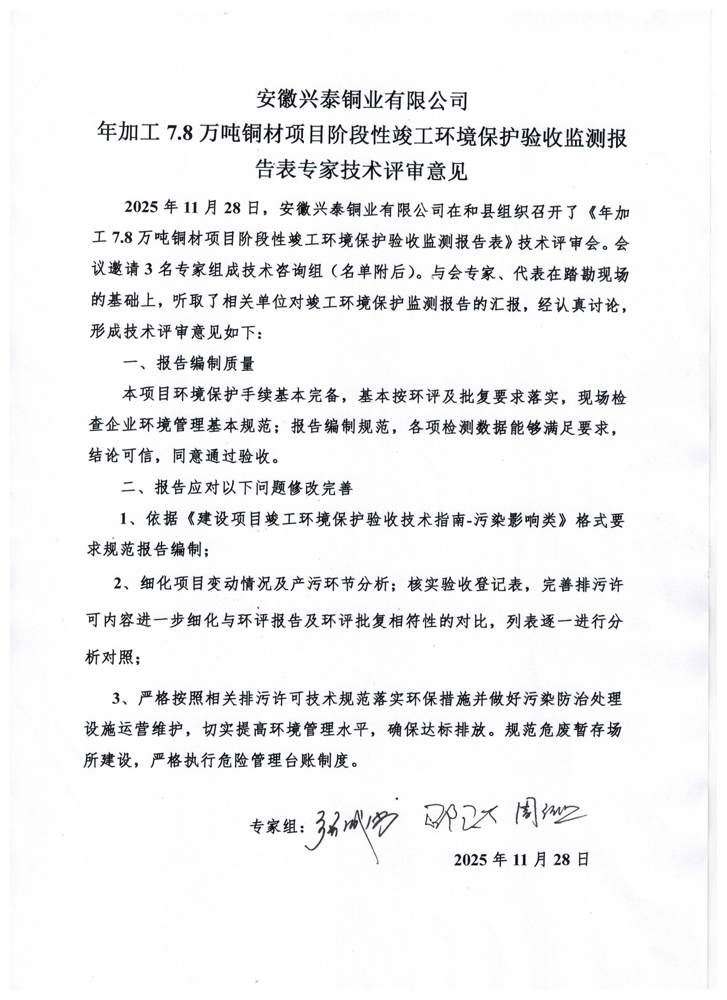 安徽兴泰铜业有限公司
年加工 7.8 万吨铜材项目阶段性竣工环境保护验收监测报
告表专家技术评审意见
2025 年 11 月 28 日，安徽兴泰铜业有限公司在和县组织召开了《年加
工 7.8 万吨铜材项目阶段性竣工环境保护验收监测报告表》技术评审会。会
议邀请 3 名专家组成技术咨询组（名单附后）。与会专家、代表在踏勘现场
的基础上，听取了相关单位对竣工环境保护监测报告的汇报，经认真讨论，
形成技术评审意见如下：
一、报告编制质量
本项目环境保护手续基本完备，基本按环评及批复要求落实，现场检
查企业环境管理基本规范；报告编制规范，各项检测数据能够满足要求，
结论可信，同意通过验收。
二、报告应对以下问题修改完善
1、依据《建设项目竣工环境保护验收技术指南-污染影响类》格式要
求规范报告编制；
2、细化项目变动情况及产污环节分析；核实验收登记表，完善排污许
可内容进一步细化与环评报告及环评批复相符性的对比，列表逐一进行分
析对照；
3、严格按照相关排污许可技术规范落实环保措施并做好污染防治处理
设施运营维护，切实提高环境管理水平，确保达标排放。规范危废暂存场
所建设，严格执行危险管理台账制度。
专家组：
2025 年 11 月 28 日